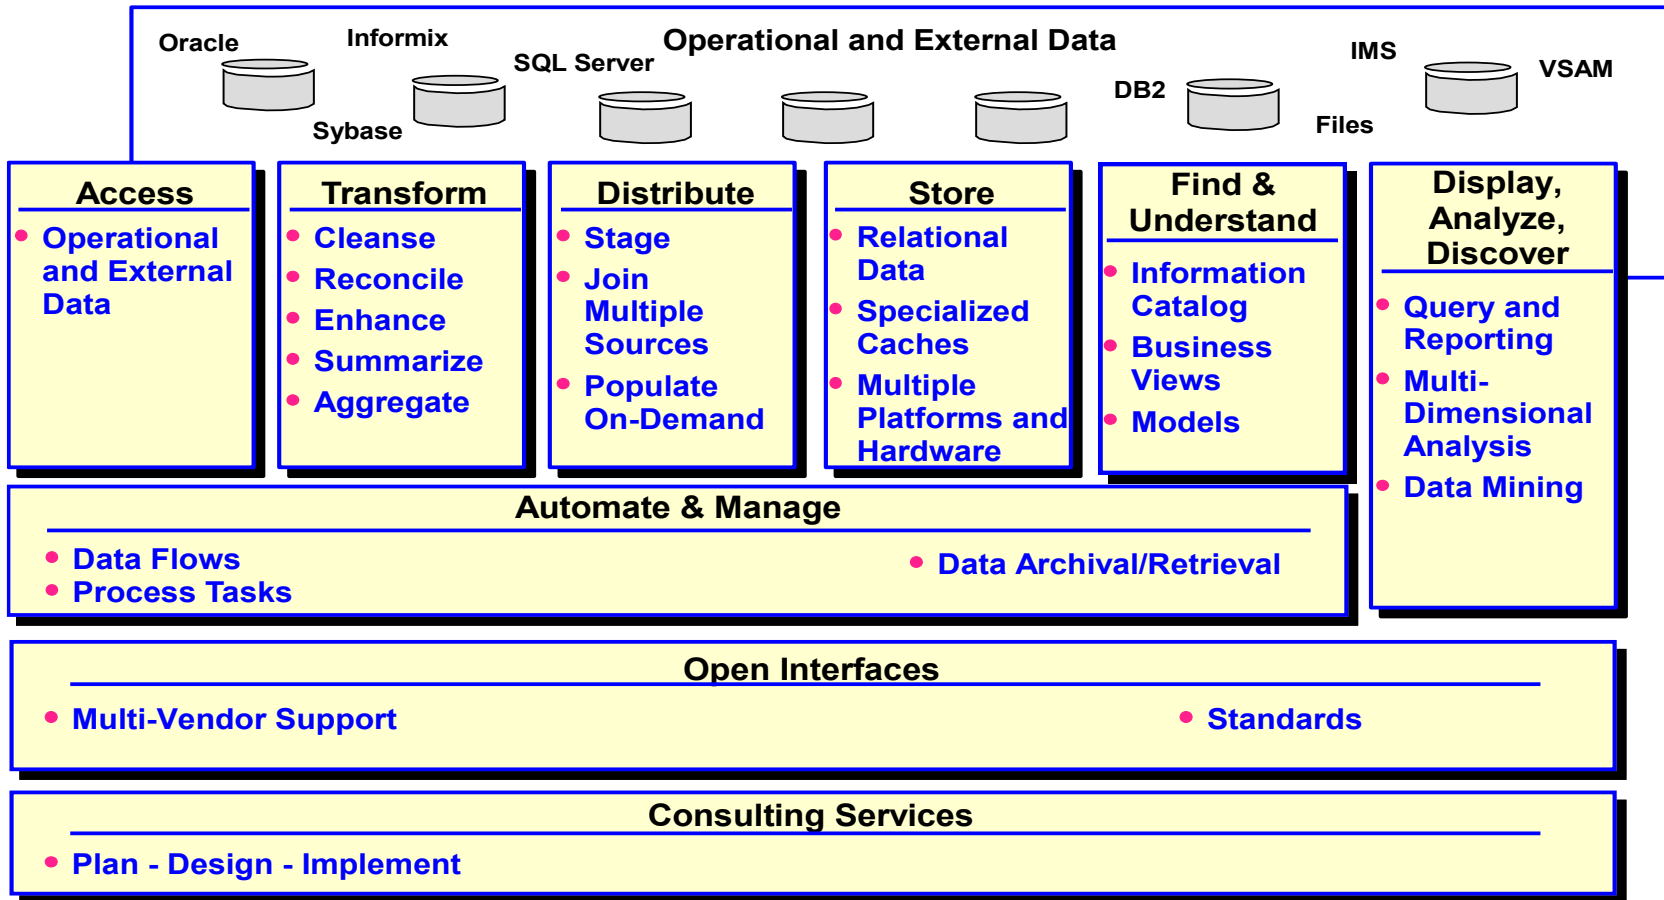 Operational and External Data
Oracle
Informix
SQL Server
Sybase
DB2
IMS
VSAM
Files
Access
• Operational
and External
Data
Transform
• Cleanse
• Reconcile
• Enhance
• Summarize
• Aggregate
Distribute
• Stage
• Join
Multiple
Sources
• Populate
On-Demand
Store
• Relational
Data
• Specialized
Caches
• Multiple
Platforms and
Hardware
Find &
Understand
• Information
Catalog
• Business
Views
• Models
Display,
Analyze,
Discover
• Query and
Reporting
• Multi-
Dimensional
Analysis
• Data Mining
Automate & Manage
• Data Flows
• Process Tasks
• Data Archival/Retrieval
Open Interfaces
• Multi-Vendor Support
• Standards
Consulting Services
• Plan - Design - Implement